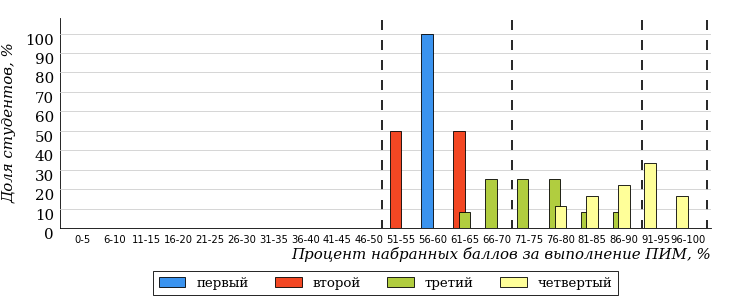 Доля студентов, %
100
90
80
70
60
50
40
30
20
10
0
0-5 6-10 11-15 16-20 21-25 26-30 31-35 36-40 41-45 46-50 51-55 56-60 61-65 66-70 71-75 76-80 81-85 86-90 91-95 96-100
Процент набранных баллов за выполнение ПИМ, %
первый второй третий четвертый